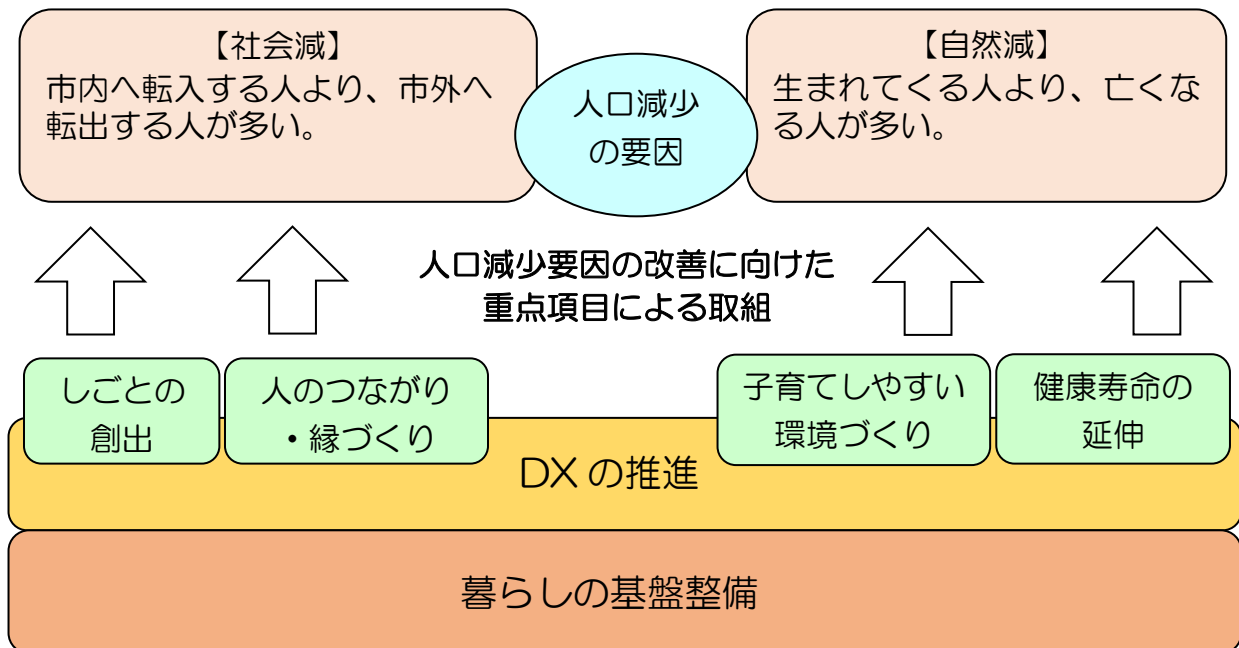 【社会減】
市内へ転入する人より、市外へ
転出する人が多い。
人口減少
の要因
【自然減】
生まれてくる人より、亡くな
る人が多い。
人口減少要因の改善に向けた
重点項目による取組
しごとの
創出
人のつながり
・縁づくり
子育てしやすい
環境づくり
健康寿命の
延伸
DXの推進
暮らしの基盤整備